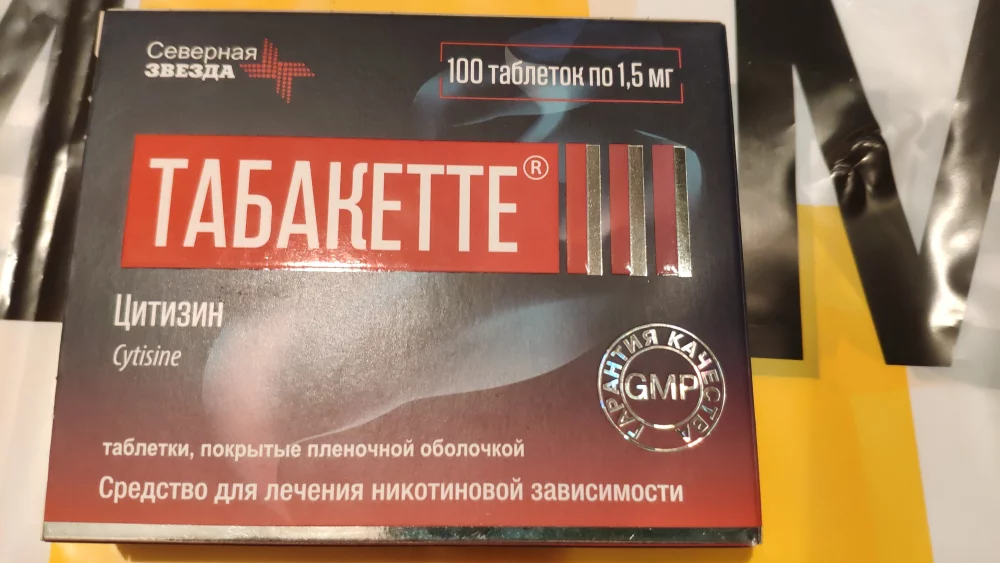 Северная
ЗВЕЗДА
100 таблеток по 1,5 мг
ТАБАКЕТТЕ®
Цитизин
Cytisine
ГАРАНТИЯ КАЧЕСТВА
GMP
таблетки, покрытые пленочной оболочкой
Средство для лечения никотиновой зависимости